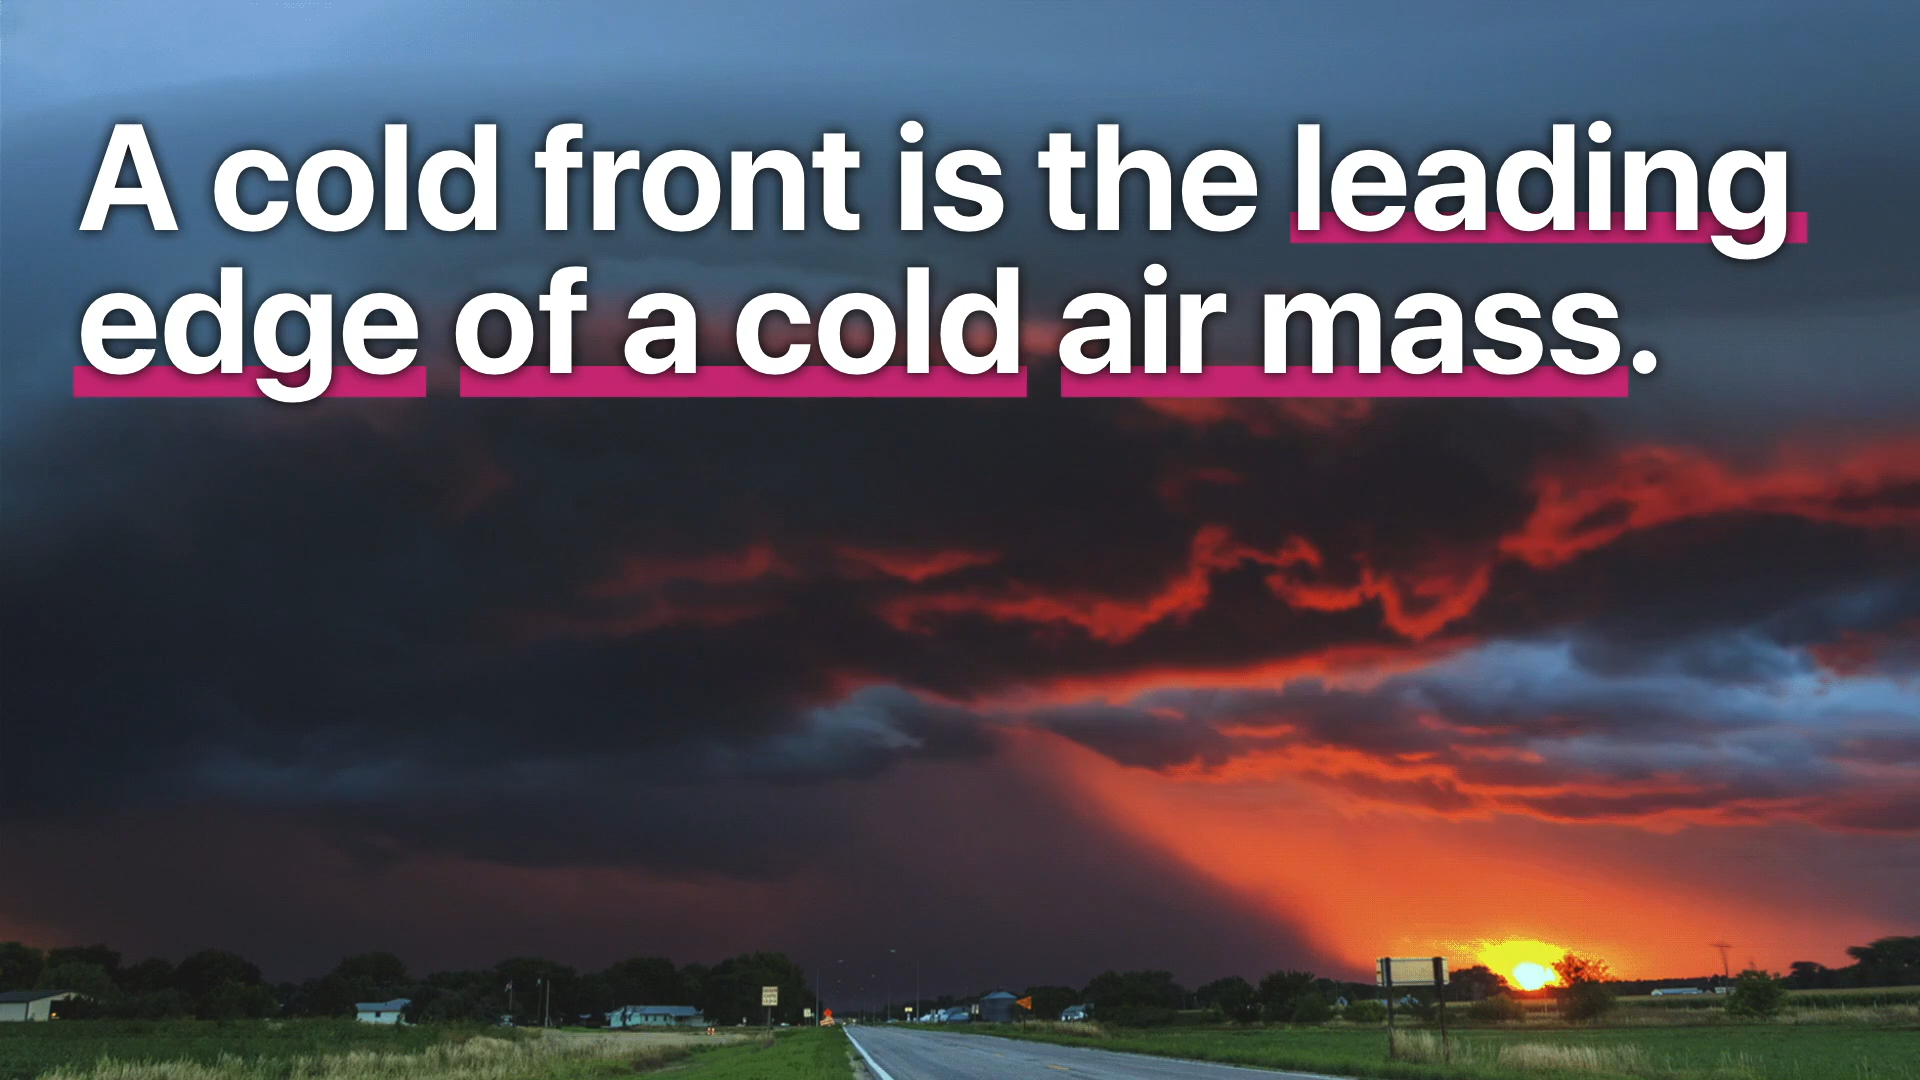 A cold front is the leading
edge of a cold air mass.